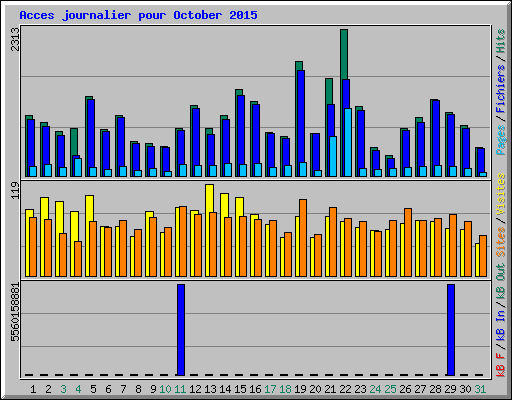 Acces journalier pour October 2015
2313
119
5560158881
Pages / Fichiers / Hits
Sites / Visites
kB F / kB In / kB Out
1 2 3 4 5 6 7 8 9 10 11 12 13 14 15 16 17 18 19 20 21 22 23 24 25 26 27 28 29 30 31